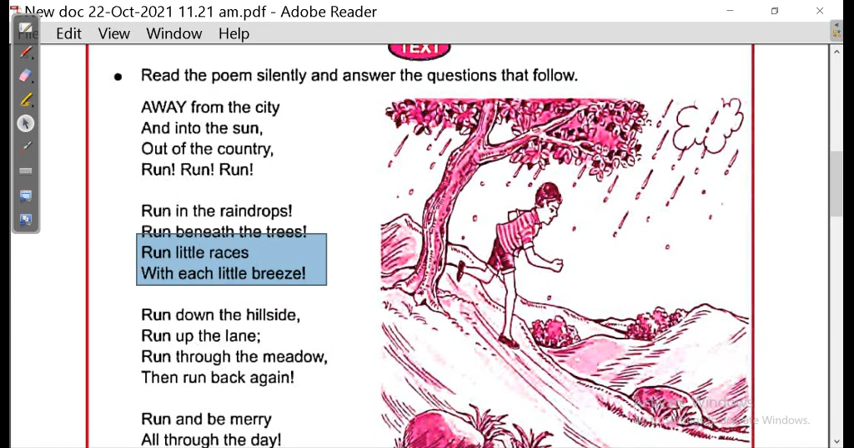 New doc 22-Oct-2021 11.21 am.pdf - Adobe Reader
File Edit View Window Help
TEXT
• Read the poem silently and answer the questions that follow.
AWAY from the city
And into the sun,
Out of the country,
Run! Run! Run!
Run in the raindrops!
Run beneath the trees!
Run little races
With each little breeze!
Run down the hillside,
Run up the lane;
Run through the meadow,
Then run back again!
Run and be merry
All through the day!
Windows.